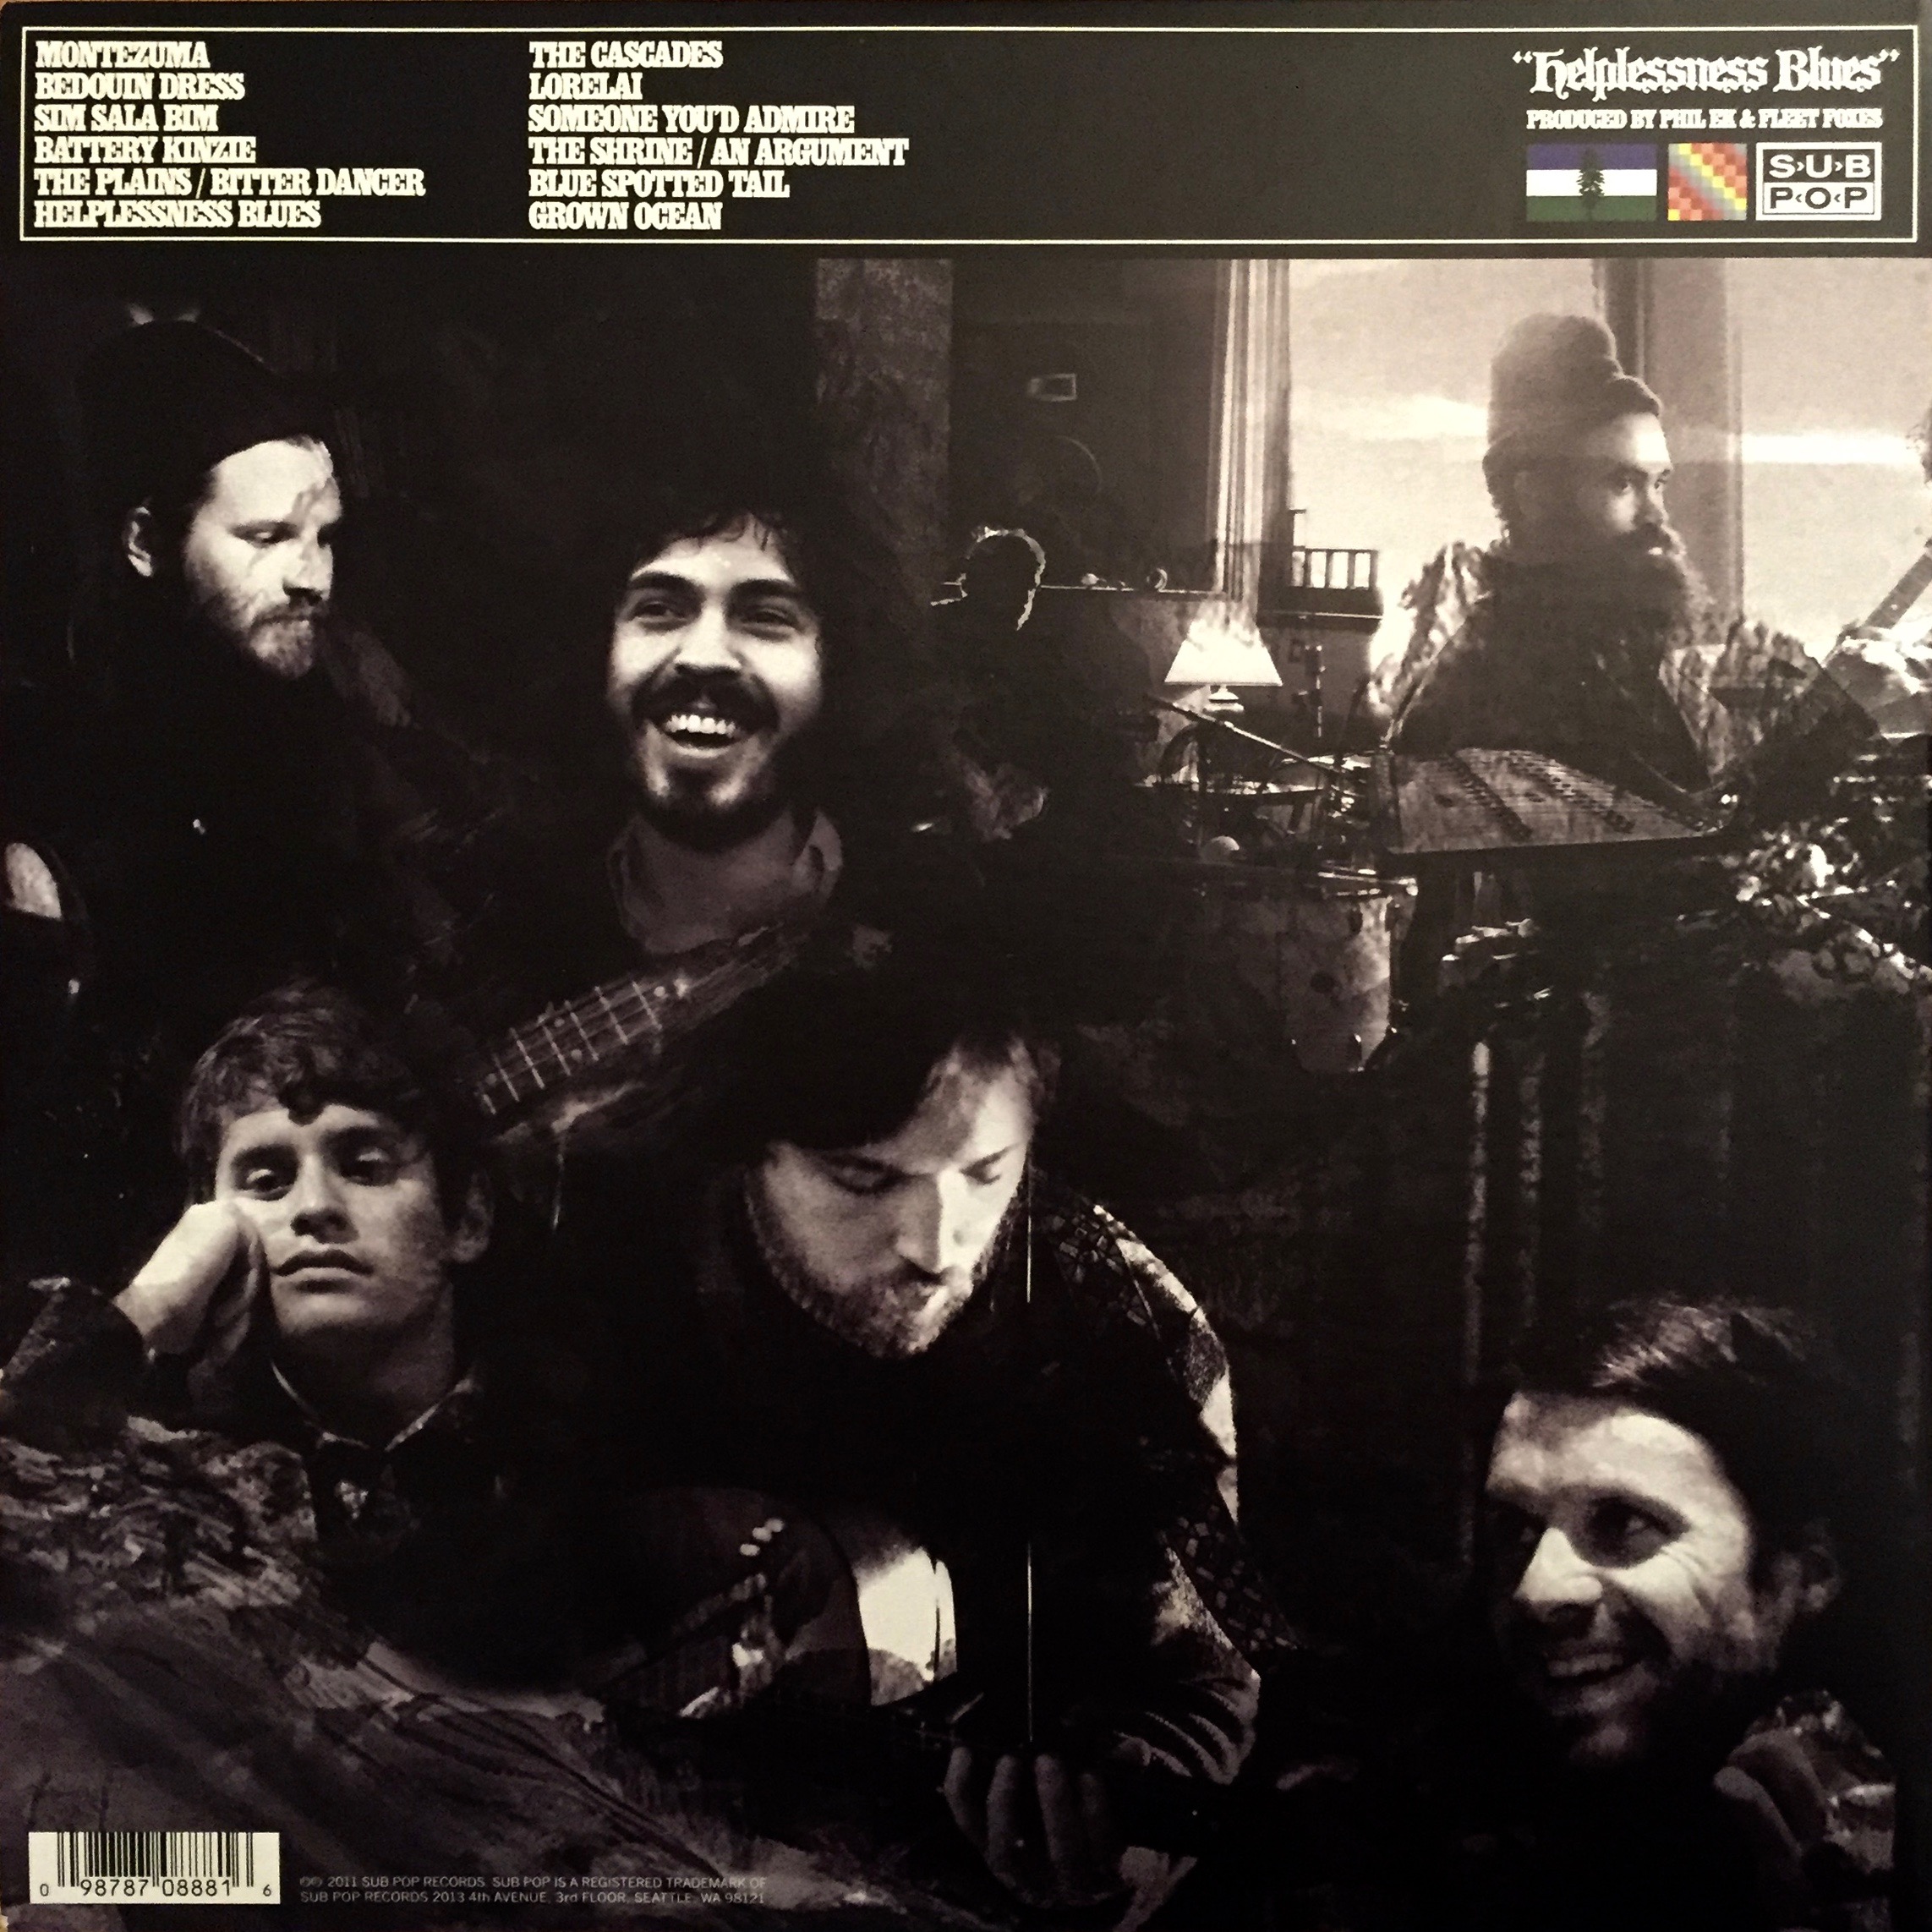 MONTEZUMA
BEDOUIN DRESS
SIM SALA BIM
BATTERY KINZIE
THE PLAINS / BITTER DANCER
HELPLESSNESS BLUES
THE CASCADES
LORELAI
SOMEONE YOU'D ADMIRE
THE SHRINE / AN ARGUMENT
BLUE SPOTTED TAIL
GROWN OCEAN
“Helplessness Blues”
PRODUCED BY PHIL EK & FLEET FOXES
S›U›B
P‹O‹P
0 98787 08881 6
℗© 2011 SUB POP RECORDS. SUB POP IS A REGISTERED TRADEMARK OF
SUB POP RECORDS 2013 4th AVENUE, 3rd FLOOR, SEATTLE, WA 98121